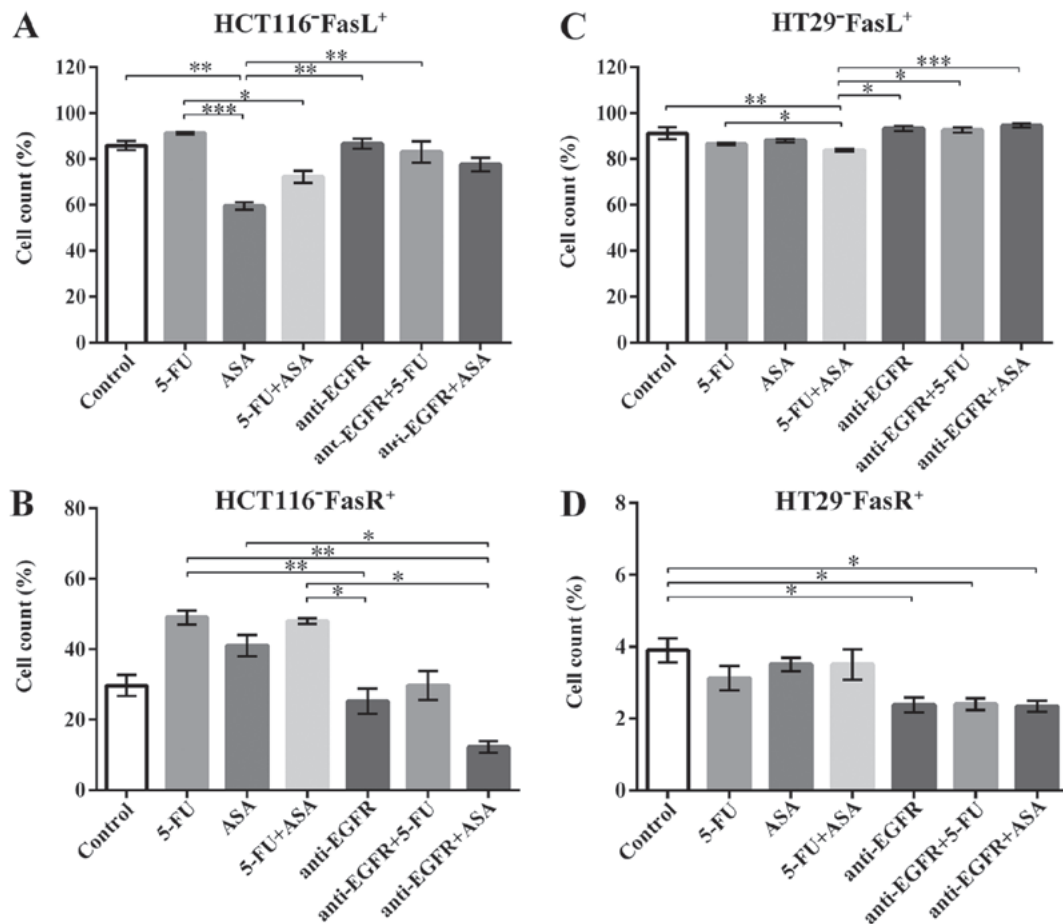 A
HCT116⁻FasL⁺
**
**
**
*
***
Cell count (%)
120
100
80
60
40
20
0
Control
5-FU
ASA
5-FU+ASA
anti-EGFR
anti-EGFR+5-FU
anti-EGFR+ASA
C
HT29⁻FasL⁺
***
*
**
*
*
Cell count (%)
120
100
80
60
40
20
0
Control
5-FU
ASA
5-FU+ASA
anti-EGFR
anti-EGFR+5-FU
anti-EGFR+ASA
B
HCT116⁻FasR⁺
*
**
**
*
*
Cell count (%)
80
60
40
20
0
Control
5-FU
ASA
5-FU+ASA
anti-EGFR
anti-EGFR+5-FU
anti-EGFR+ASA
D
HT29⁻FasR⁺
*
*
*
Cell count (%)
8
6
4
2
0
Control
5-FU
ASA
5-FU+ASA
anti-EGFR
anti-EGFR+5-FU
anti-EGFR+ASA